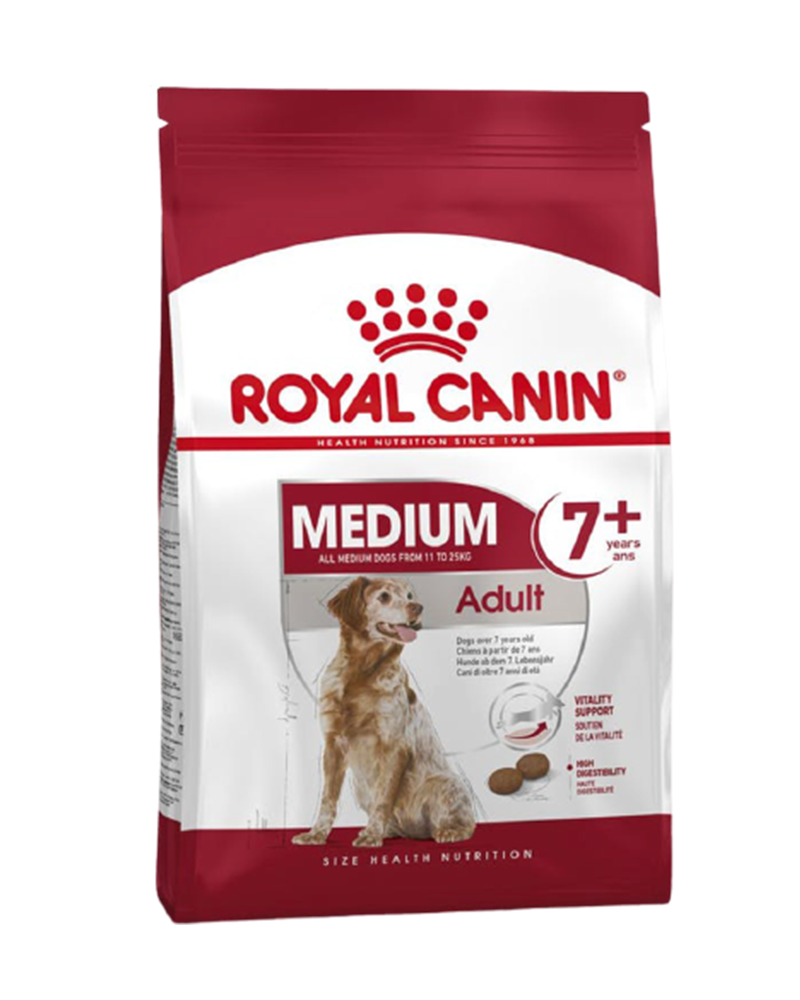 ROYAL CANIN®
HEALTH NUTRITION SINCE 1968
MEDIUM
ALL MEDIUM DOGS FROM 11 TO 25KG
7+
years
ans
Adult
Dogs over 7 years old
Chiens à partir de 7 ans
Hunde ab dem 7. Lebensjahr
Cani di oltre 7 anni di età
VITALITY
SUPPORT
SOUTIEN
DE LA VITALITÉ
HIGH
DIGESTIBILITY
HAUTE
DIGESTIBILITÉ
SIZE HEALTH NUTRITION